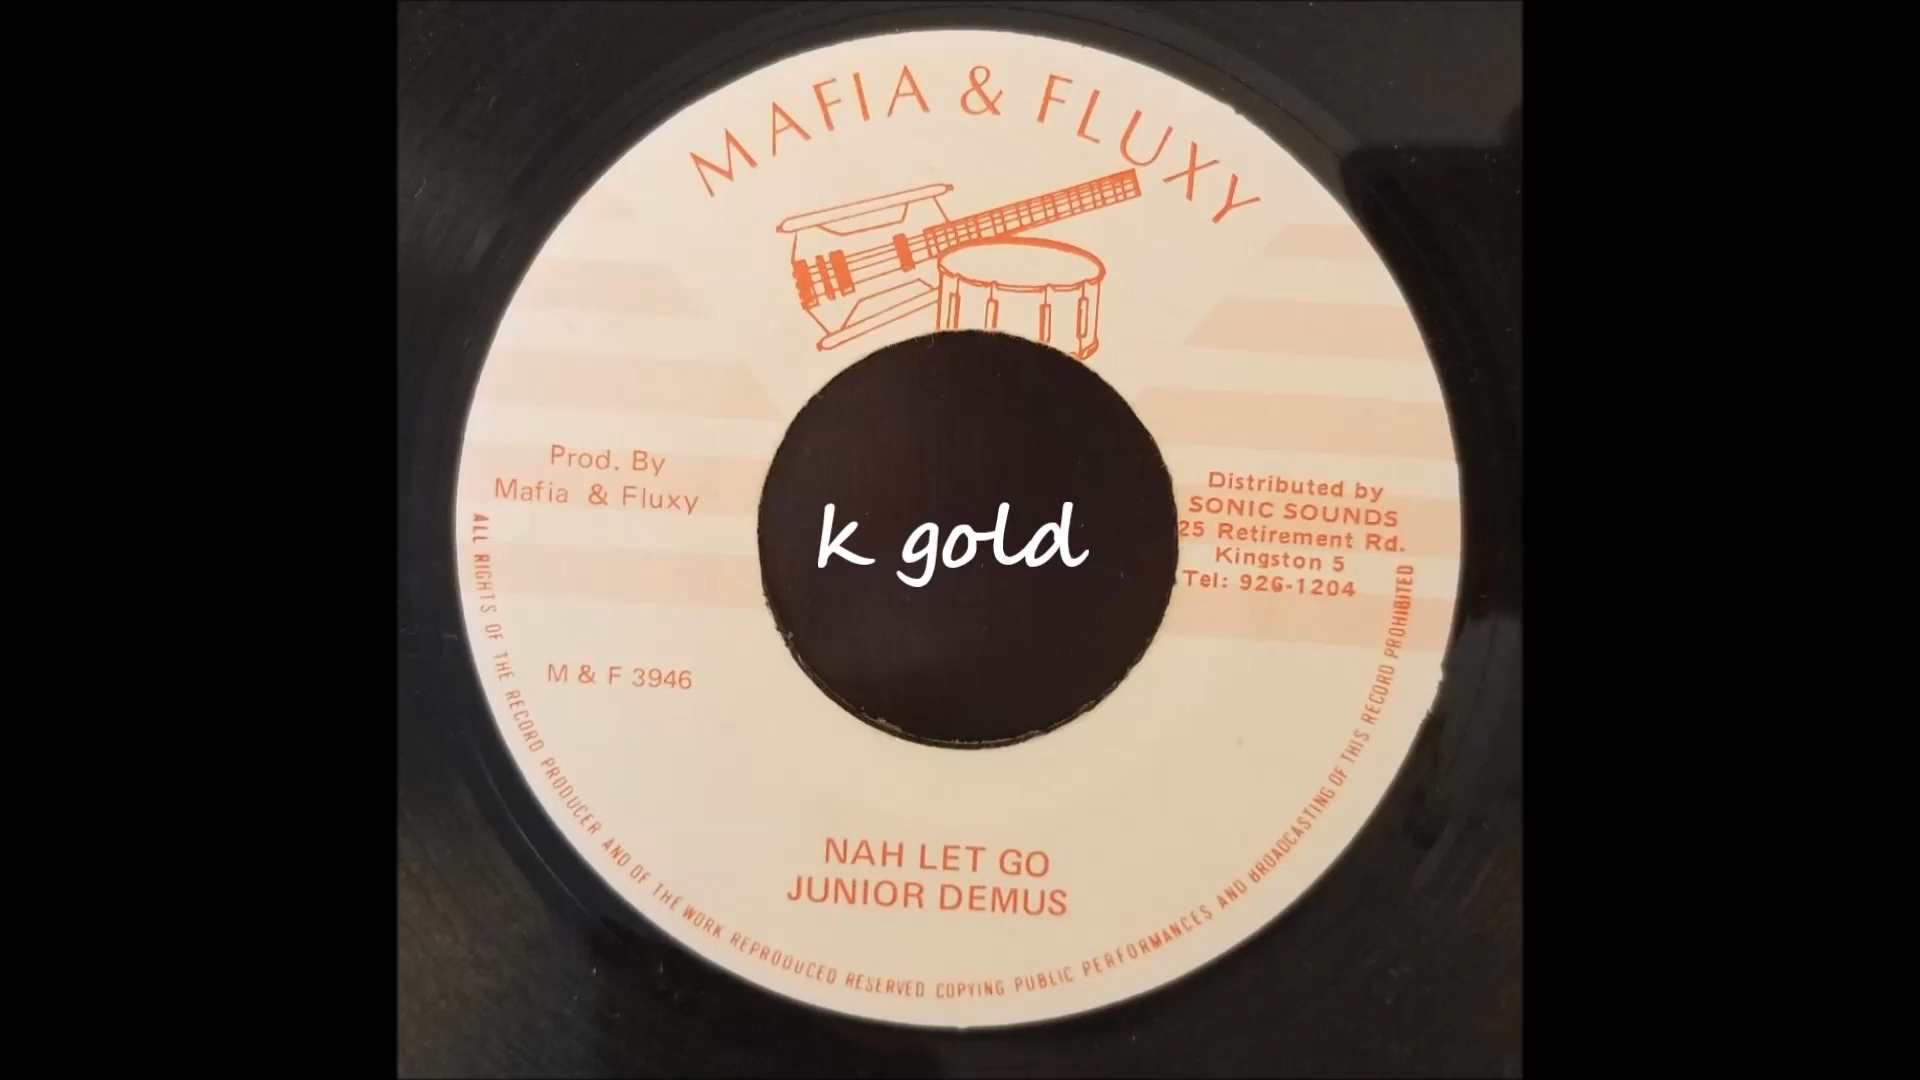 MAFIA & FLUXY
Prod. By
Mafia & Fluxy
Distributed by
SONIC SOUNDS
25 Retirement Rd.
Kingston 5
Tel: 926-1204
k gold
M & F 3946
NAH LET GO
JUNIOR DEMUS
ALL RIGHTS OF THE RECORD PRODUCER AND OF THE WORK REPRODUCED RESERVED COPYING PUBLIC PERFORMANCES AND BROADCASTING OF THIS RECORD PROHIBITED